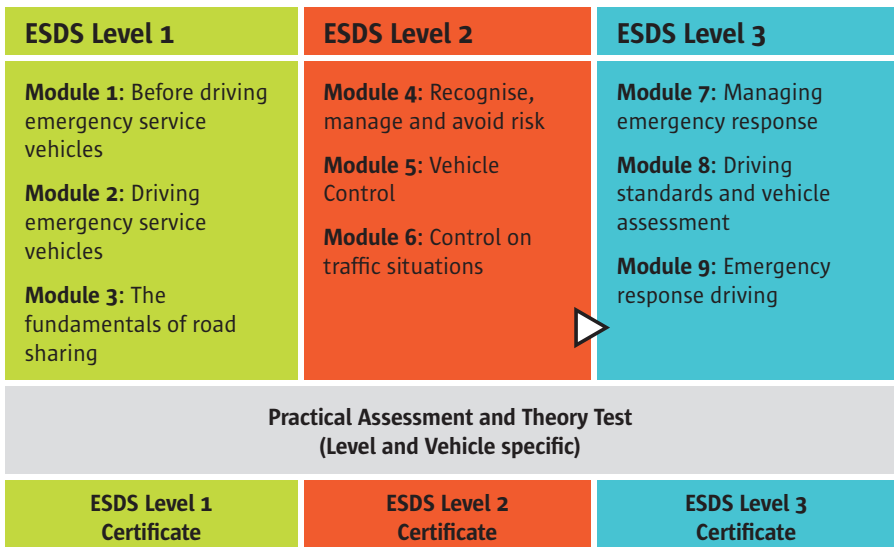 ESDS Level 1
Module 1: Before driving
emergency service
vehicles
Module 2: Driving
emergency service
vehicles
Module 3: The
fundamentals of road
sharing
ESDS Level 2
Module 4: Recognise,
manage and avoid risk
Module 5: Vehicle
Control
Module 6: Control on
traffic situations
ESDS Level 3
Module 7: Managing
emergency response
Module 8: Driving
standards and vehicle
assessment
Module 9: Emergency
response driving
Practical Assessment and Theory Test
(Level and Vehicle specific)
ESDS Level 1
Certificate
ESDS Level 2
Certificate
ESDS Level 3
Certificate